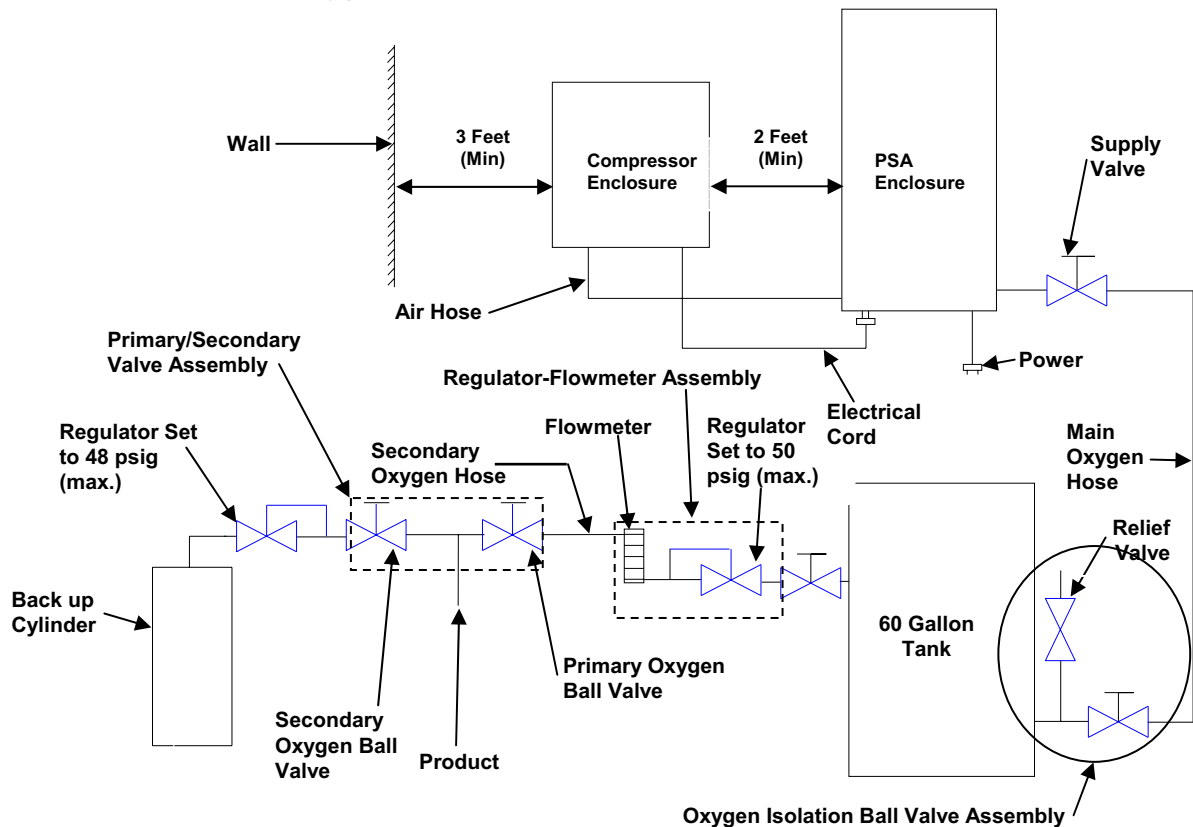 Wall
3 Feet
(Min)
Compressor
Enclosure
2 Feet
(Min)
PSA
Enclosure
Supply
Valve
Air Hose
Primary/Secondary
Valve Assembly
Regulator-Flowmeter Assembly
Power
Electrical
Cord
Regulator Set
to 48 psig
(max.)
Secondary
Oxygen Hose
Flowmeter
Regulator
Set to 50
psig (max.)
Main
Oxygen
Hose
Relief
Valve
Back up
Cylinder
60 Gallon
Tank
Primary Oxygen
Ball Valve
Secondary
Oxygen Ball
Valve
Product
Oxygen Isolation Ball Valve Assembly